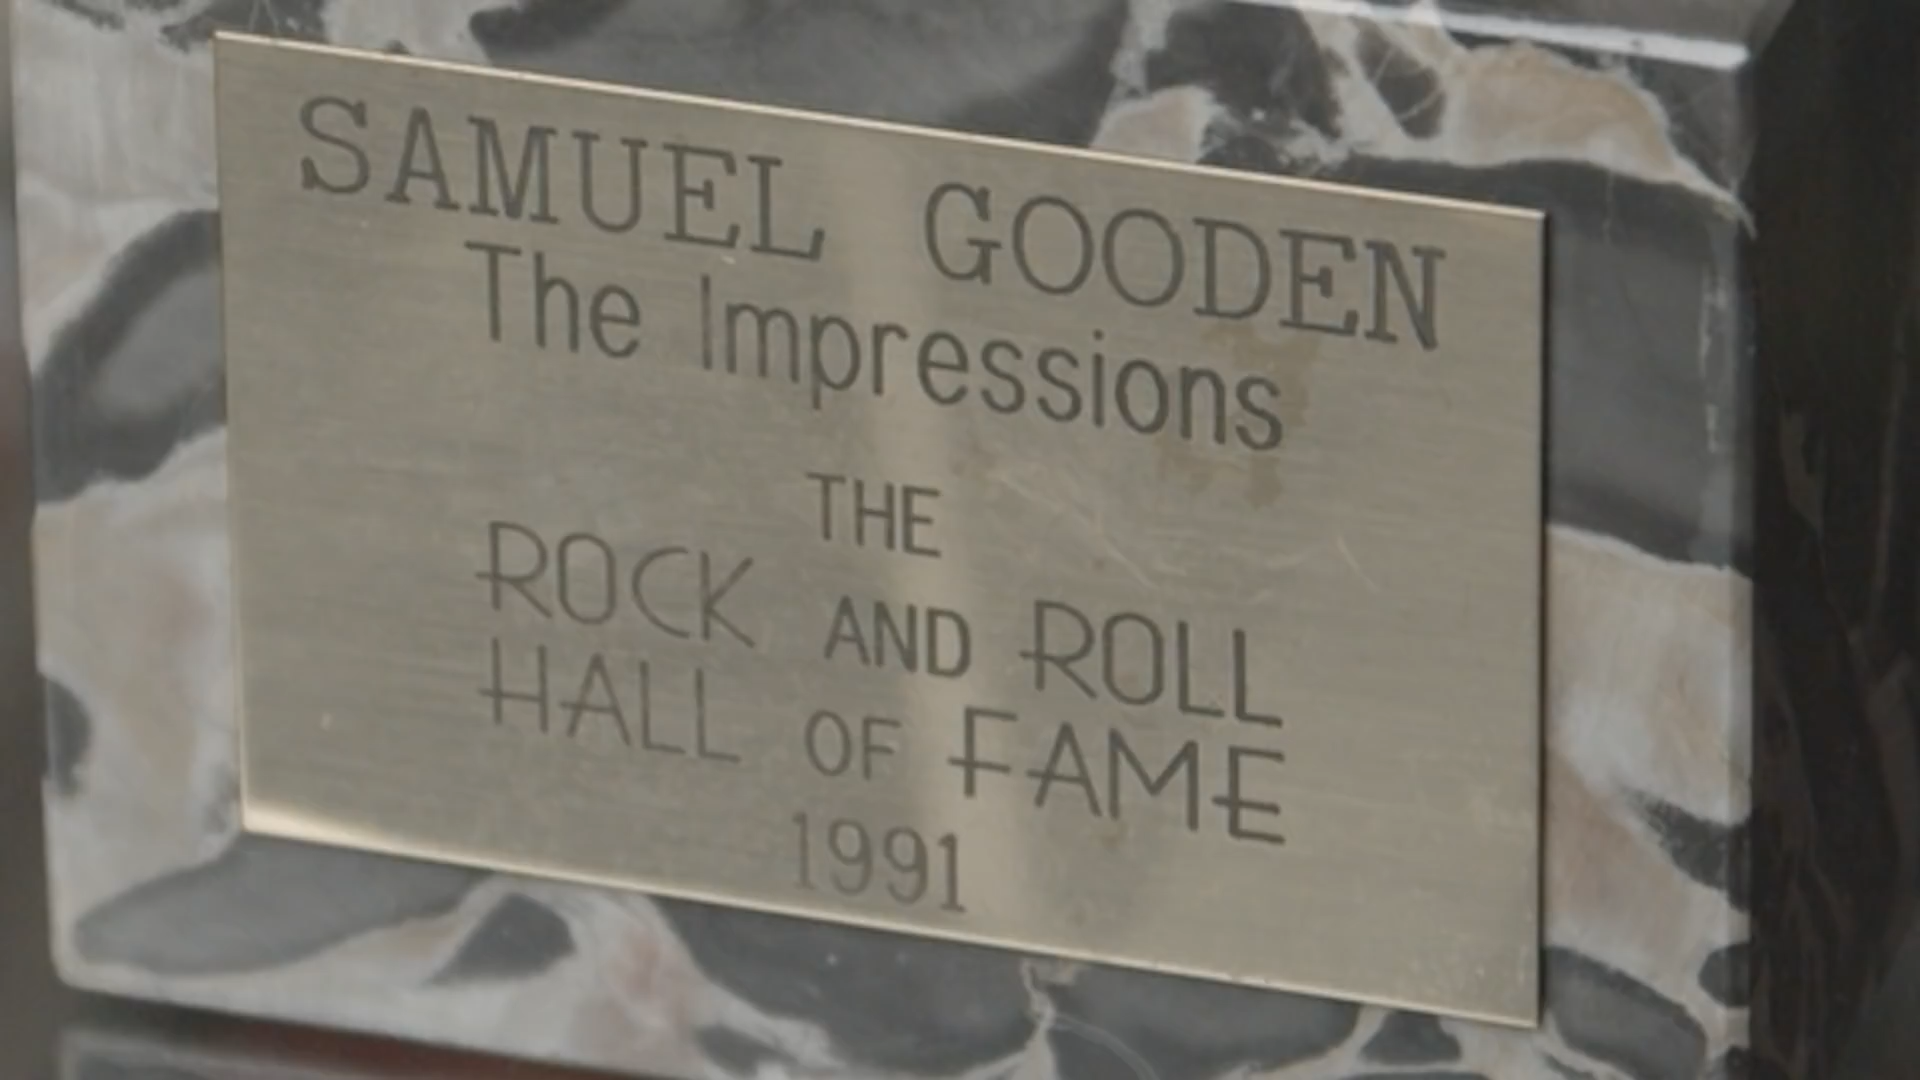 SAMUEL GOODEN
The Impressions
THE
ROCK AND ROLL
HALL OF FAME
1991